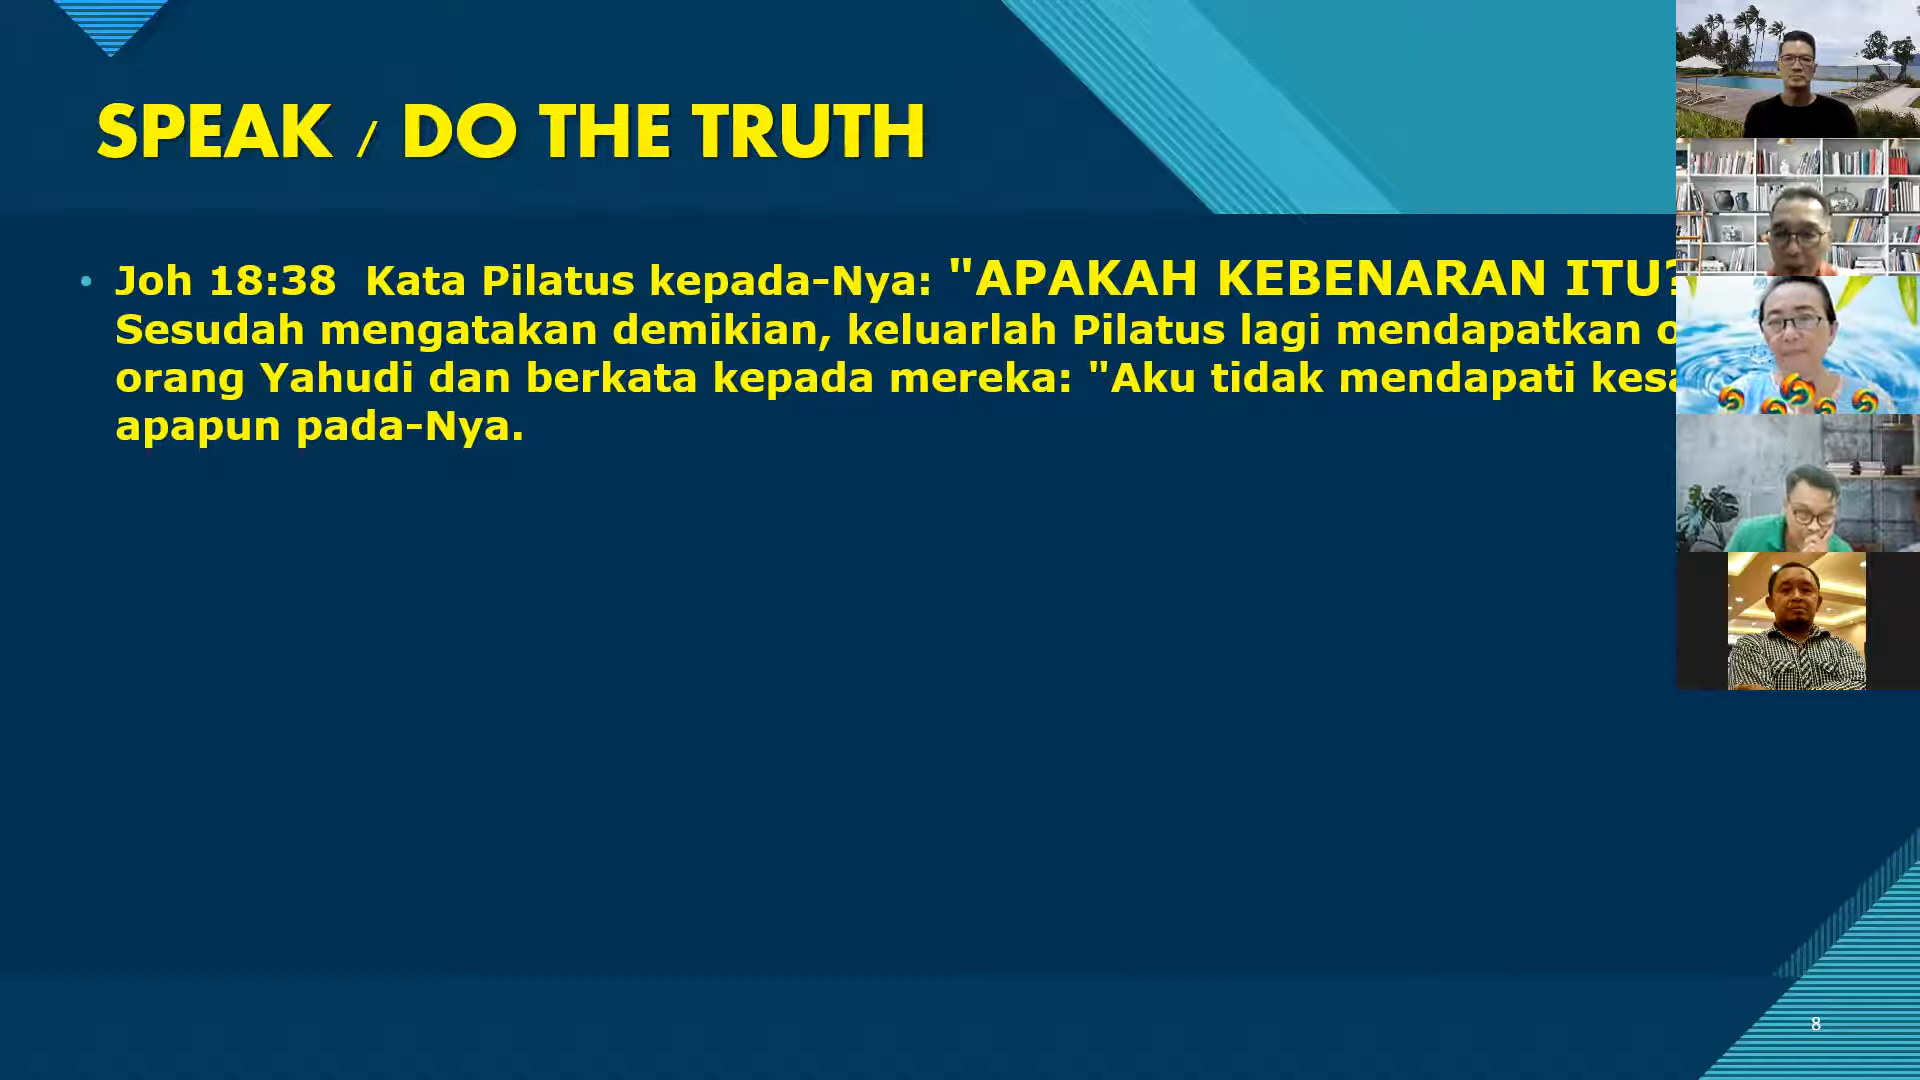 SPEAK / DO THE TRUTH
• Joh 18:38 Kata Pilatus kepada-Nya: "APAKAH KEBENARAN ITU?
Sesudah mengatakan demikian, keluarlah Pilatus lagi mendapatkan
orang Yahudi dan berkata kepada mereka: "Aku tidak mendapati
apapun pada-Nya.
8